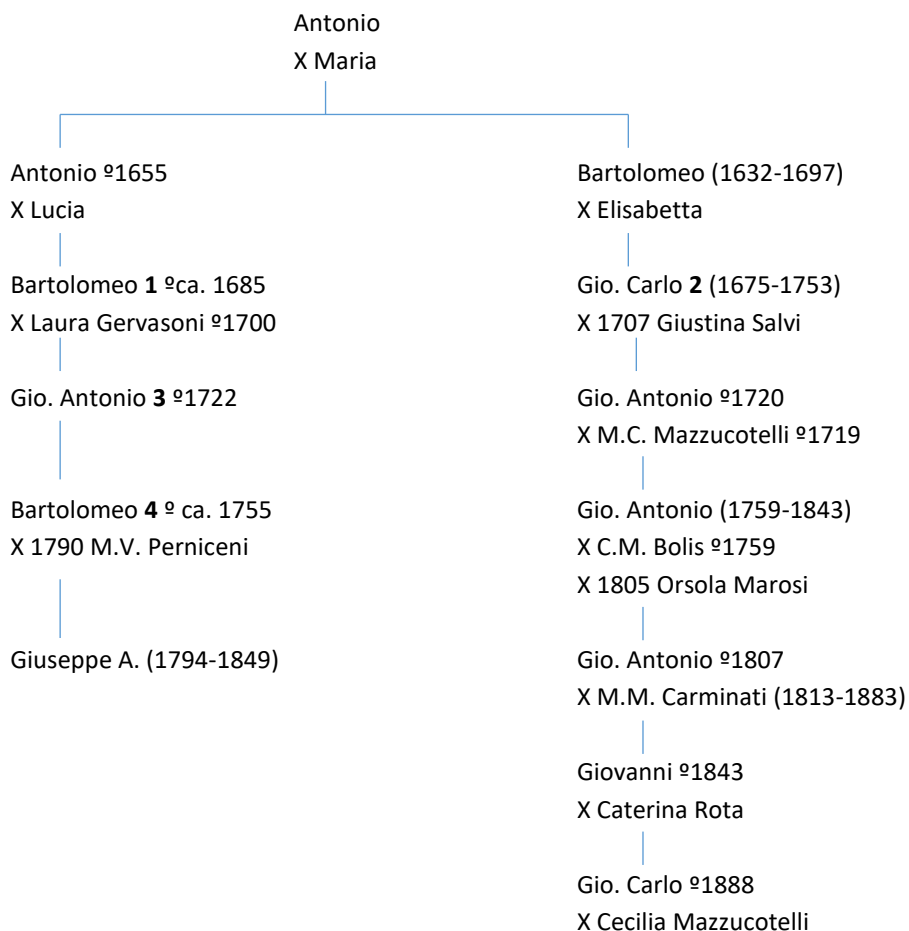 Antonio
X Maria
Antonio º1655
X Lucia
Bartolomeo 1 ºca. 1685
X Laura Gervasoni º1700
Gio. Antonio 3 º1722
Bartolomeo 4 º ca. 1755
X 1790 M.V. Perniceni
Giuseppe A. (1794-1849)
Bartolomeo (1632-1697)
X Elisabetta
Gio. Carlo 2 (1675-1753)
X 1707 Giustina Salvi
Gio. Antonio º1720
X M.C. Mazzucotelli º1719
Gio. Antonio (1759-1843)
X C.M. Bolis º1759
X 1805 Orsola Marosi
Gio. Antonio º1807
X M.M. Carminati (1813-1883)
Giovanni º1843
X Caterina Rota
Gio. Carlo º1888
X Cecilia Mazzucotelli